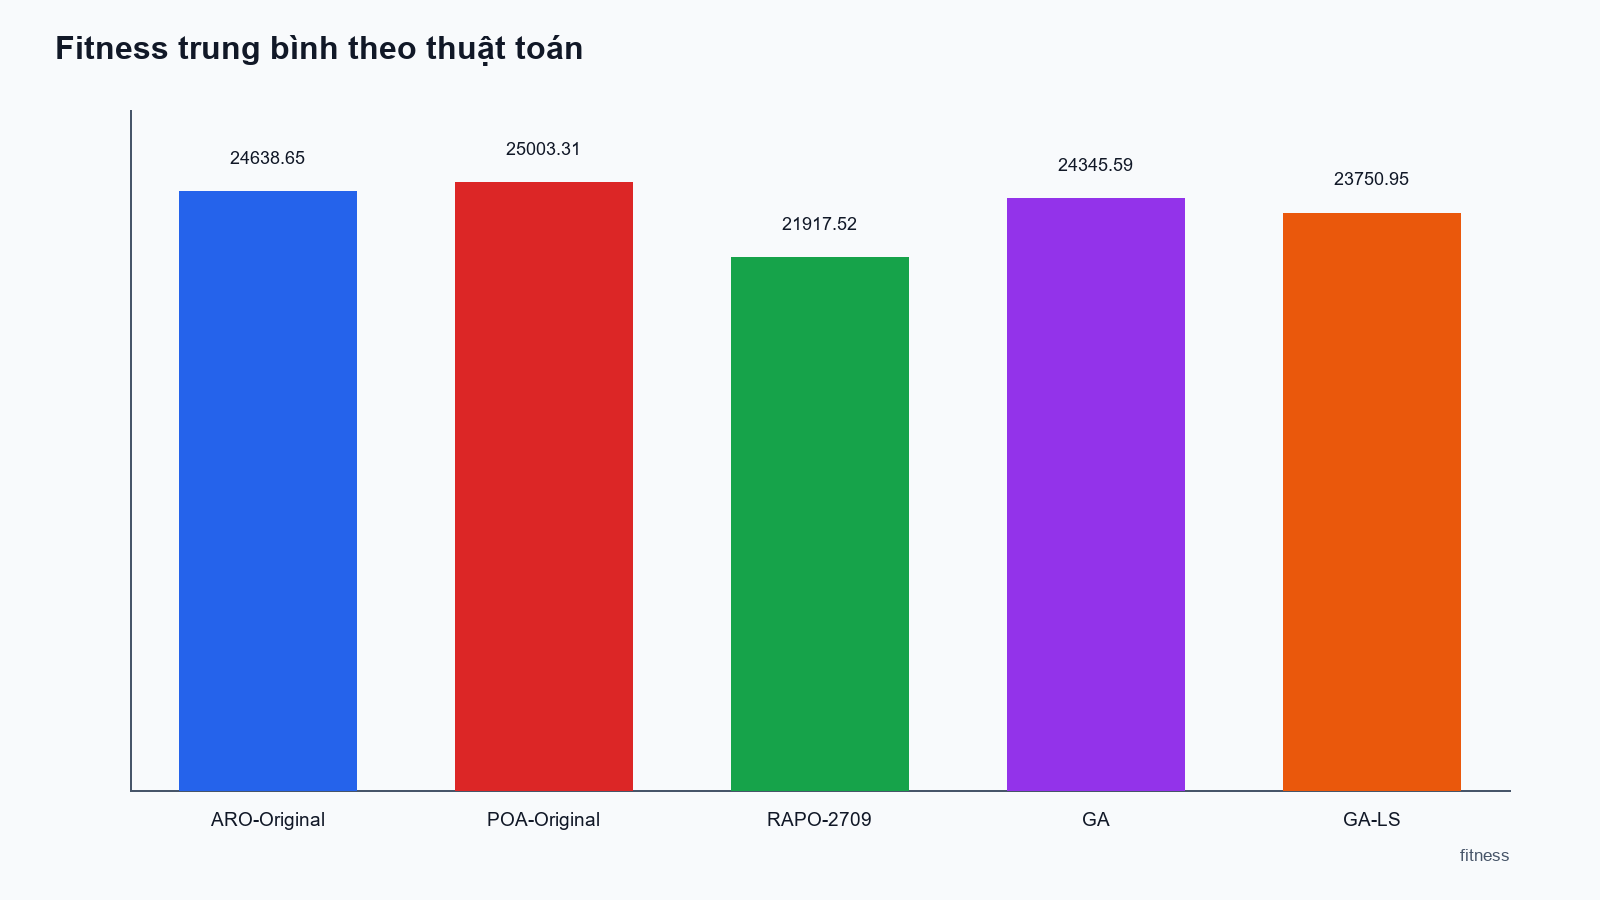 Fitness trung bình theo thuật toán
24638.65
25003.31
21917.52
24345.59
23750.95
ARO-Original
POA-Original
RAPO-2709
GA
GA-LS
fitness